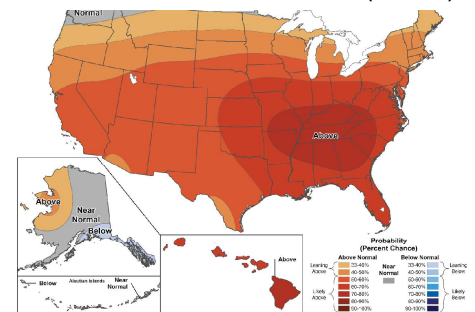 Normal
Above
Above
Near
Normal
Below
Below
Aleutian Islands
Near
Normal
Above
Probability
(Percent Chance)
Above Normal
Below Normal
Leaning
Above
33-40%
40-50%
50-60%
60-70%
70-80%
80-90%
90-100%
Likely
Above
Near
Normal
33-40%
40-50%
50-60%
60-70%
70-80%
80-90%
90-100%
Leaning
Below
Likely
Below